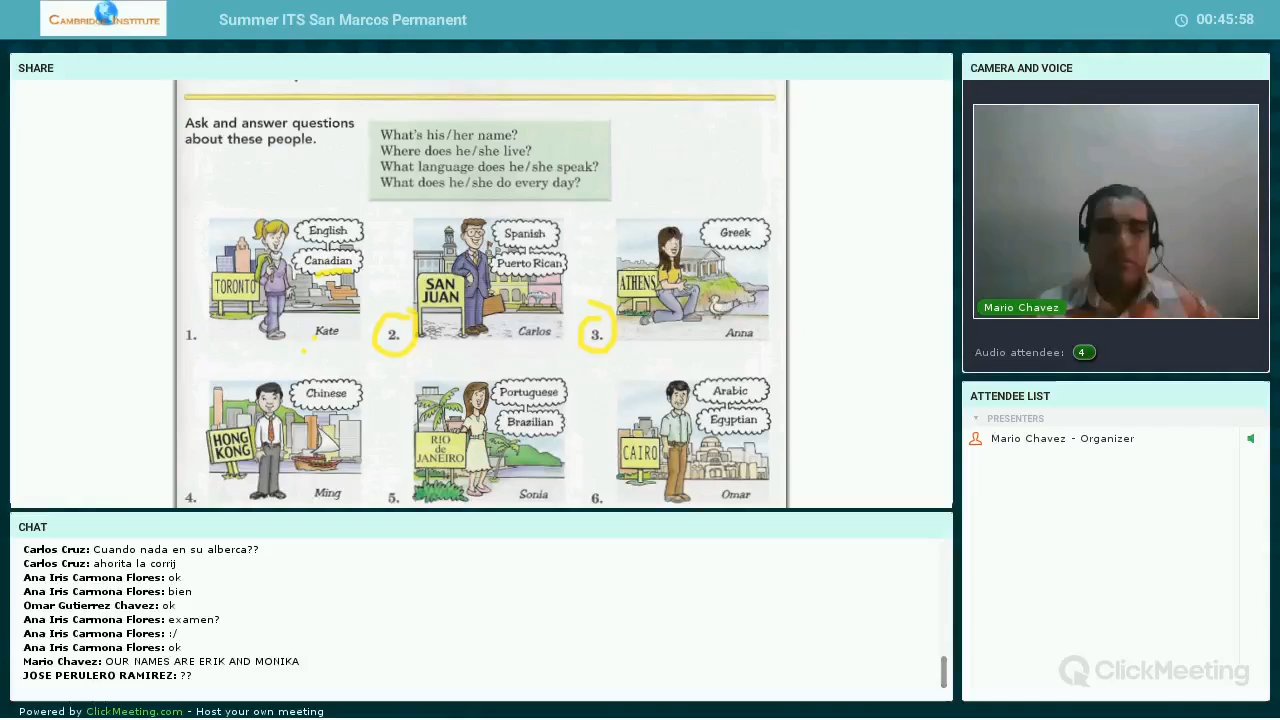 CAMBRIDGE INSTITUTE
Summer ITS San Marcos Permanent
00:45:58
SHARE
Ask and answer questions
about these people.
What's his/her name?
Where does he/she live?
What language does he/she speak?
What does he/she do every day?
English
Canadian
TORONTO
1.
Kate
Spanish
Puerto Rican
SAN
JUAN
2.
Carlos
Greek
ATHENS
3.
Anna
Chinese
HONG
KONG
4.
Ming
Portuguese
Brazilian
RIO
de
JANEIRO
5.
Sonia
Arabic
Egyptian
CAIRO
6.
Omar
CAMERA AND VOICE
Mario Chavez
Audio attendee: 4
ATTENDEE LIST
PRESENTERS
Mario Chavez - Organizer
ClickMeeting
CHAT
Carlos Cruz: Cuando nada en su alberca??
Carlos Cruz: ahorita la corrij
Ana Iris Carmona Flores: ok
Ana Iris Carmona Flores: bien
Omar Gutierrez Chavez: ok
Ana Iris Carmona Flores: examen?
Ana Iris Carmona Flores: :/
Ana Iris Carmona Flores: ok
Mario Chavez: OUR NAMES ARE ERIK AND MONIKA
JOSE PERULERO RAMIREZ: ??
Powered by ClickMeeting.com - Host your own meeting